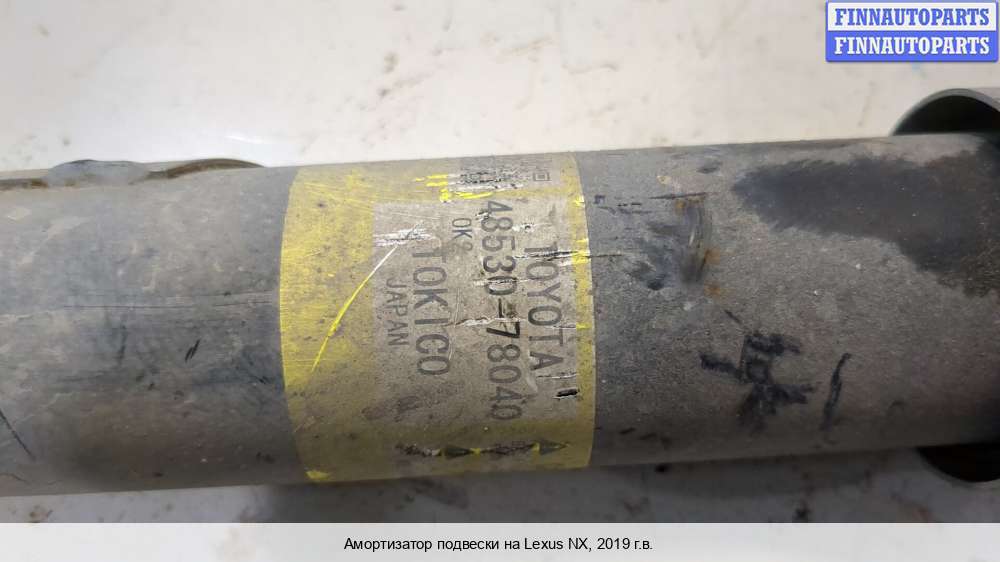 FINNAUTOPARTS
FINNAUTOPARTS
TOYOTA
48530-78040
OK
TOKICO
JAPAN
Амортизатор подвески на Lexus NX, 2019 г.в.